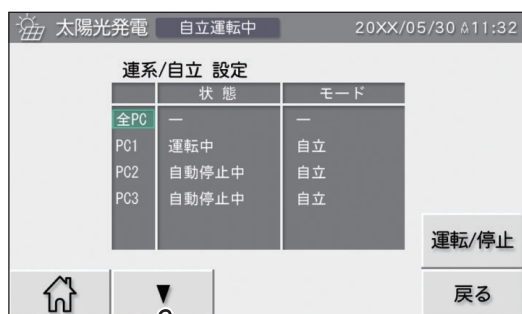 太陽光発電 自立運転中 20XX/05/30 11:32
連系/自立 設定
状 態 モード
全PC — —
PC1 運転中 自立
PC2 自動停止中 自立
PC3 自動停止中 自立
運転/停止
▼ 戻る